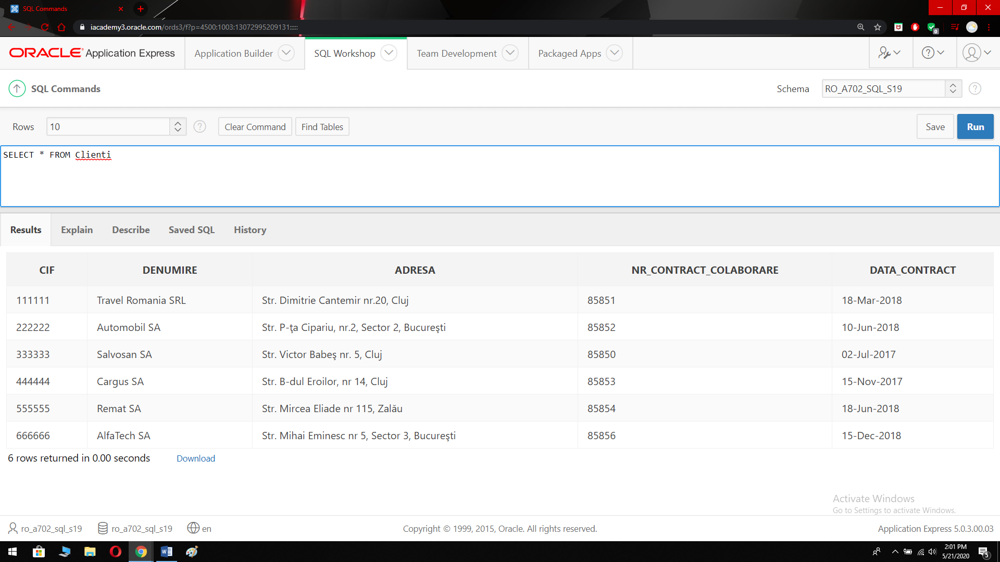 SQL Commands
iacademy3.oracle.com/ords3/f?p=4500:1003:13072995209131:::::
0
ORACLE Application Express
Application Builder
SQL Workshop
Team Development
Packaged Apps
SQL Commands
Schema
RO_A702_SQL_S19
Rows
10
Clear Command
Find Tables
Save
Run
SELECT * FROM Clienti
Results
Explain
Describe
Saved SQL
History
CIF DENUMIRE ADRESA NR_CONTRACT_COLABORARE DATA_CONTRACT
111111 Travel Romania SRL Str. Dimitrie Cantemir nr.20, Cluj 85851 18-Mar-2018
222222 Automobil SA Str. P-ţa Cipariu, nr.2, Sector 2, Bucureşti 85852 10-Jun-2018
333333 Salvosan SA Str. Victor Babeş nr. 5, Cluj 85850 02-Jul-2017
444444 Cargus SA Str. B-dul Eroilor, nr 14, Cluj 85853 15-Nov-2017
555555 Remat SA Str. Mircea Eliade nr 115, Zalău 85854 18-Jun-2018
666666 AlfaTech SA Str. Mihai Eminesc nr 5, Sector 3, Bucureşti 85856 15-Dec-2018
6 rows returned in 0.00 seconds
Download
Activate Windows
Go to Settings to activate Windows.
ro_a702_sql_s19
ro_a702_sql_s19
en
Copyright © 1999, 2015, Oracle. All rights reserved.
Application Express 5.0.3.00.03
2:01 PM
5/21/2020
5